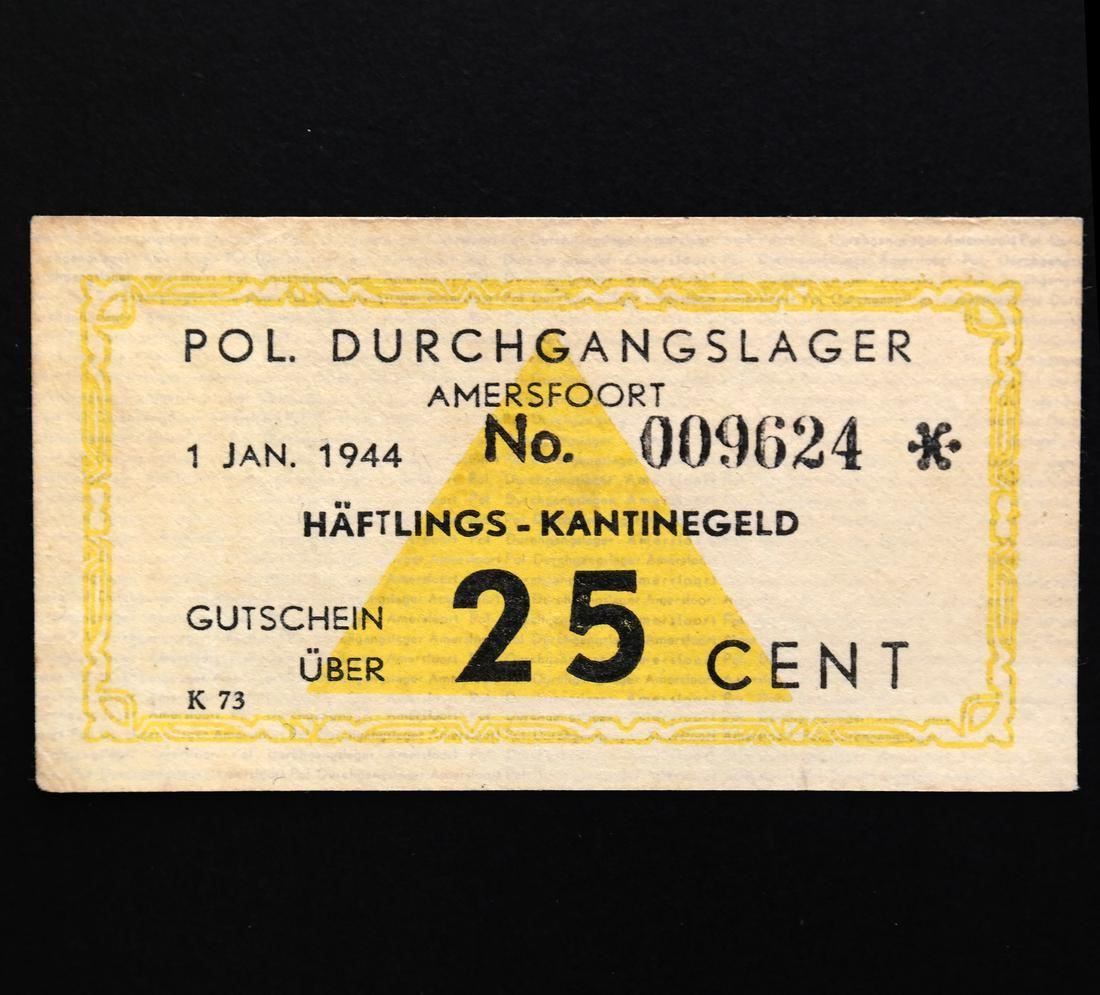 POL. DURCHGANGSLAGER
AMERSFOORT
1 JAN. 1944 No. 009624 *
HÄFTLINGS - KANTINEGELD
GUTSCHEIN
ÜBER 25 CENT
K 73